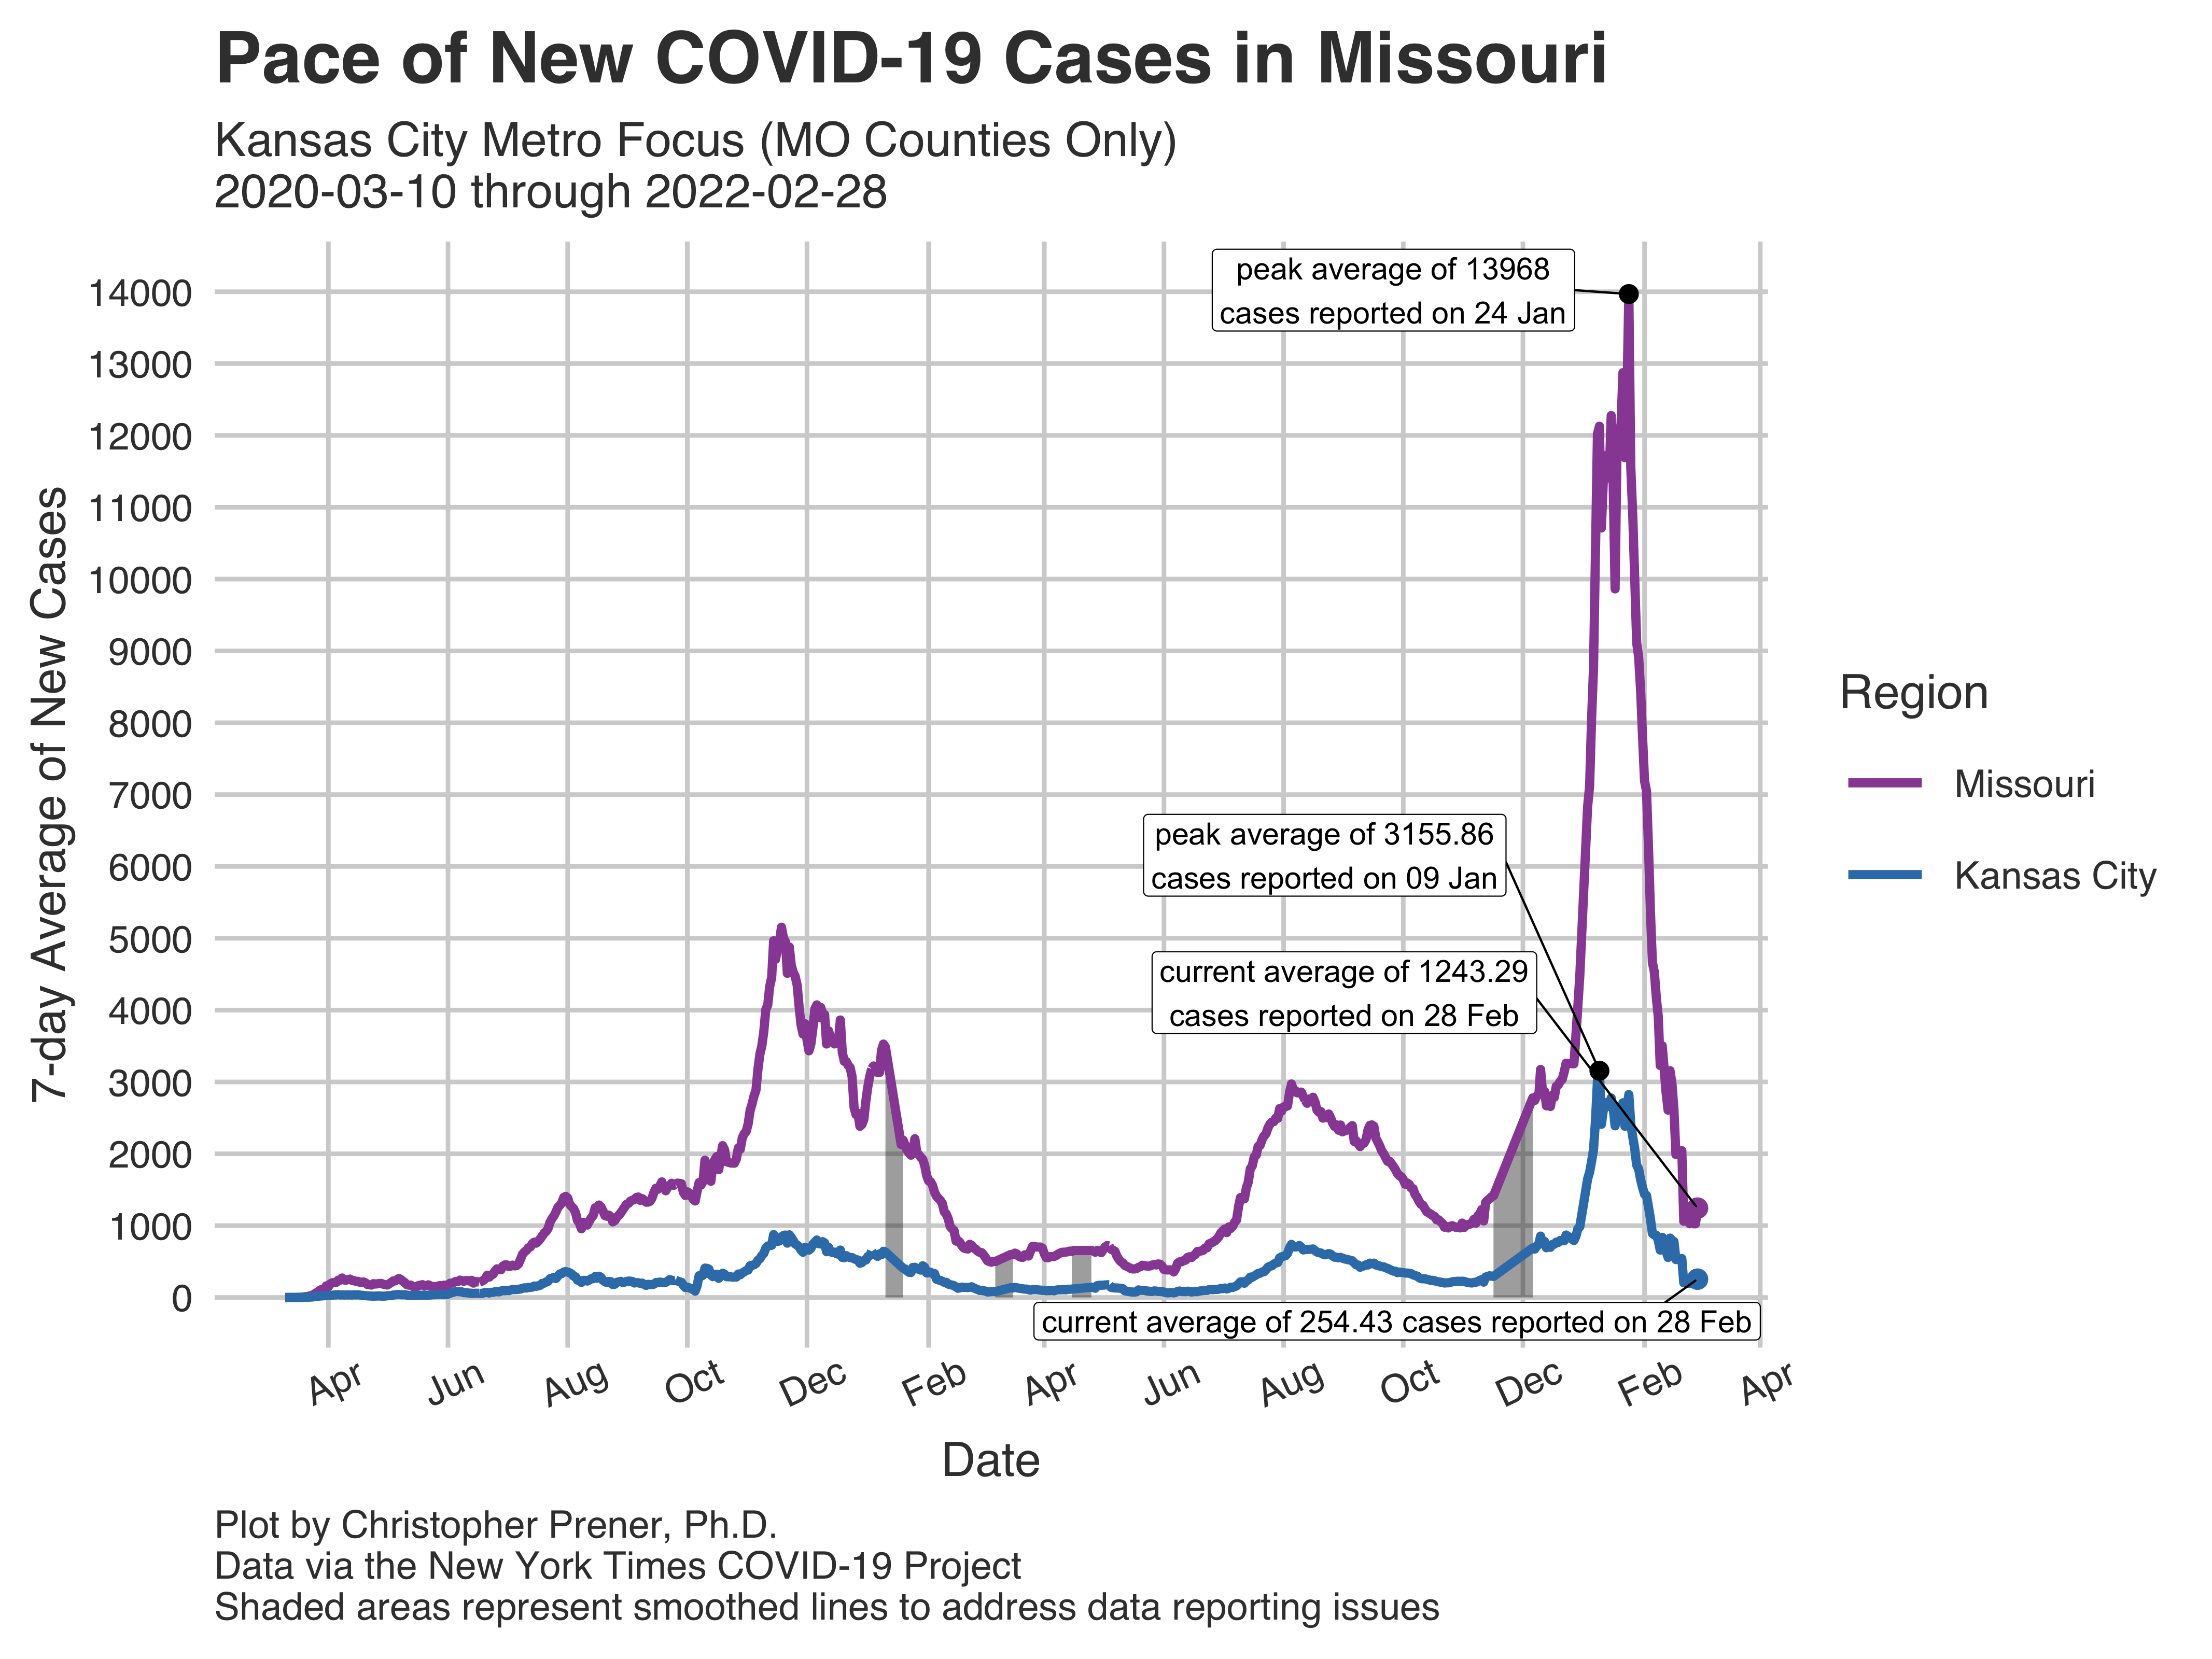 Pace of New COVID-19 Cases in Missouri
Kansas City Metro Focus (MO Counties Only)
2020-03-10 through 2022-02-28
7-day Average of New Cases
14000
13000
12000
11000
10000
9000
8000
7000
6000
5000
4000
3000
2000
1000
0
peak average of 13968
cases reported on 24 Jan
peak average of 3155.86
cases reported on 09 Jan
current average of 1243.29
cases reported on 28 Feb
current average of 254.43 cases reported on 28 Feb
Region
Missouri
Kansas City
Apr Jun Aug Oct Dec Feb Apr Jun Aug Oct Dec Feb Apr
Date
Plot by Christopher Prener, Ph.D.
Data via the New York Times COVID-19 Project
Shaded areas represent smoothed lines to address data reporting issues